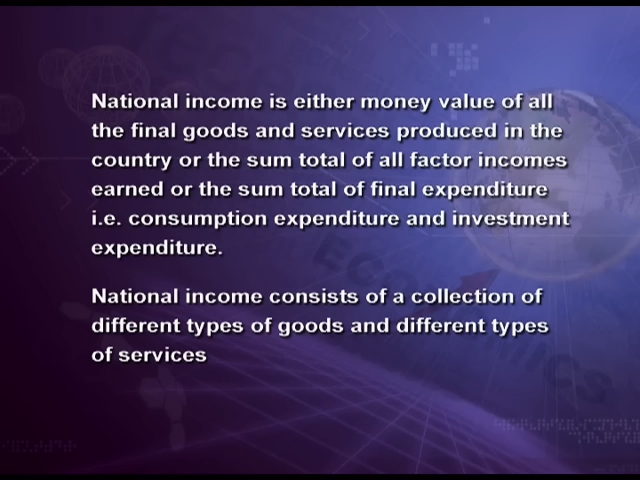 National income is either money value of all
the final goods and services produced in the
country or the sum total of all factor incomes
earned or the sum total of final expenditure
i.e. consumption expenditure and investment
expenditure.
National income consists of a collection of
different types of goods and different types
of services
ECONOMICS